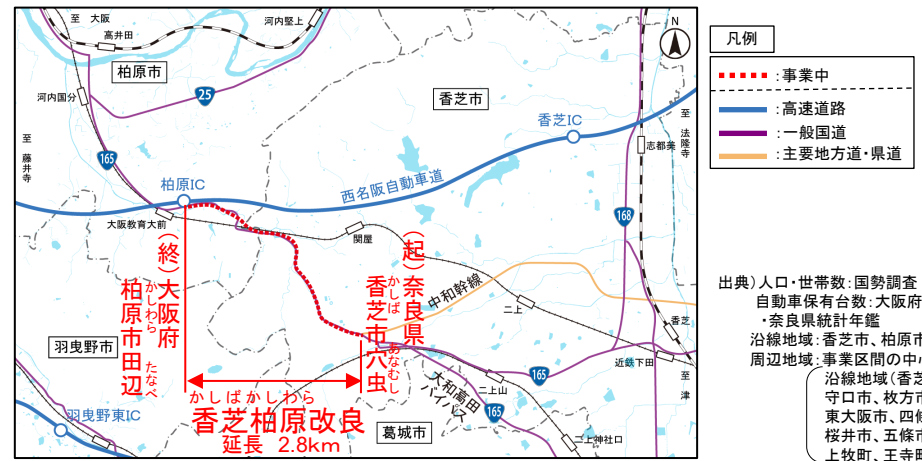 至 大阪
河内堅上
高井田
N
柏原市
香芝市
河内国分
25
至 藤井寺
165
香芝IC
至 法隆寺
志都美
柏原IC
西名阪自動車道
大阪教育大前
関屋
168
(終)大阪府
柏原市田辺
かしわら たなべ
(起)奈良県
香芝市穴虫
かしば あなむし
中和幹線
二上
香芝
近鉄下田
羽曳野市
羽曳野東IC
かしばかしわら
香芝柏原改良
延長 2.8km
大和高田
バイパス
二上山
165
165
葛城市
二上神社口
至 津
凡例
:事業中
:高速道路
:一般国道
:主要地方道・県道
出典)人口・世帯数:国勢調査
自動車保有台数:大阪府
・奈良県統計年鑑
沿線地域:香芝市、柏原市
周辺地域:事業区間の中心
沿線地域(香芝
守口市、枚方市
東大阪市、四條
桜井市、五條市
上牧町、王寺町